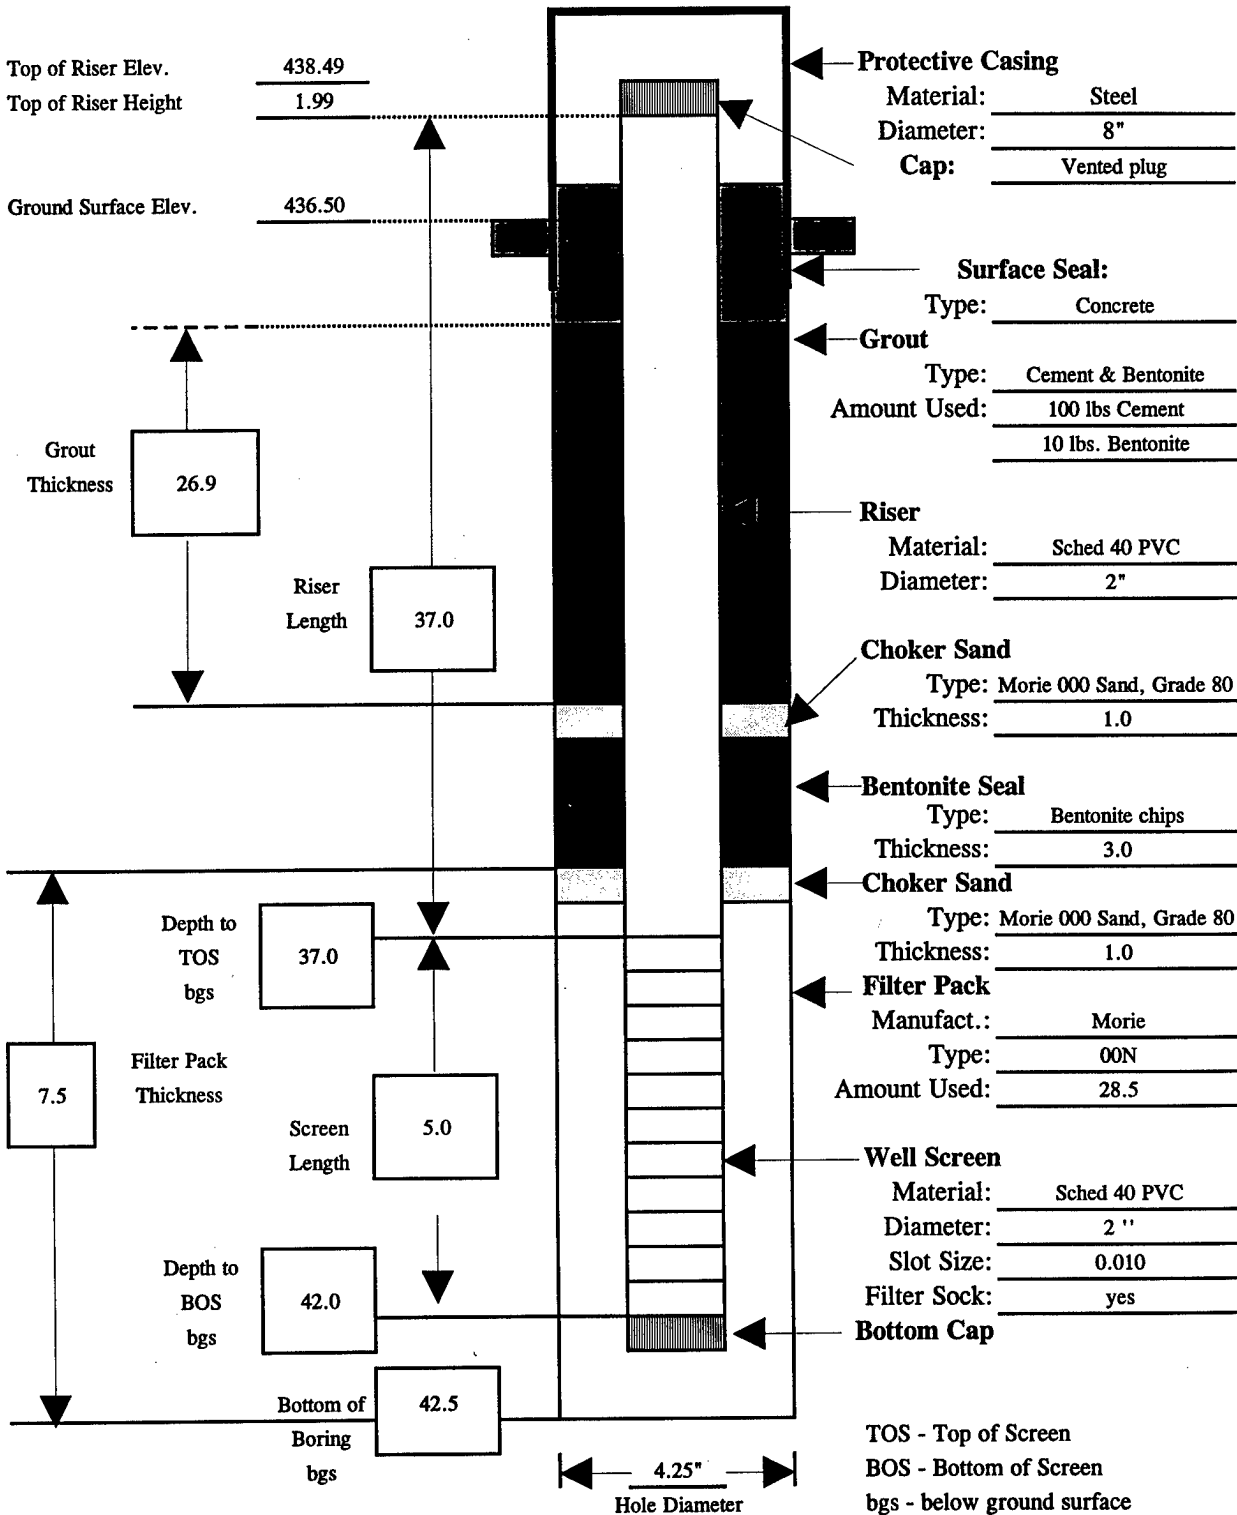 Top of Riser Elev. 438.49
Top of Riser Height 1.99
Ground Surface Elev. 436.50
Protective Casing
Material: Steel
Diameter: 8"
Cap: Vented plug
Surface Seal:
Type: Concrete
Grout
Type: Cement & Bentonite
Amount Used: 100 lbs Cement
10 lbs. Bentonite
Grout
Thickness
26.9
Riser
Material: Sched 40 PVC
Diameter: 2"
Riser
Length
37.0
Choker Sand
Type: Morie 000 Sand, Grade 80
Thickness: 1.0
Bentonite Seal
Type: Bentonite chips
Thickness: 3.0
Choker Sand
Type: Morie 000 Sand, Grade 80
Thickness: 1.0
Depth to
TOS
bgs
37.0
Filter Pack
Manufact.: Morie
Type: 00N
Amount Used: 28.5
7.5
Filter Pack
Thickness
Screen
Length
5.0
Well Screen
Material: Sched 40 PVC
Diameter: 2 ''
Slot Size: 0.010
Filter Sock: yes
Bottom Cap
Depth to
BOS
bgs
42.0
Bottom of
Boring
bgs
42.5
4.25"
Hole Diameter
TOS - Top of Screen
BOS - Bottom of Screen
bgs - below ground surface